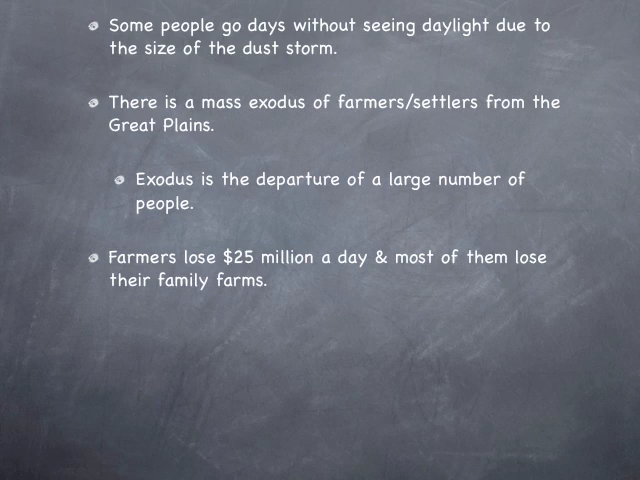 Some people go days without seeing daylight due to
the size of the dust storm.
There is a mass exodus of farmers/settlers from the
Great Plains.
Exodus is the departure of a large number of
people.
Farmers lose $25 million a day & most of them lose
their family farms.